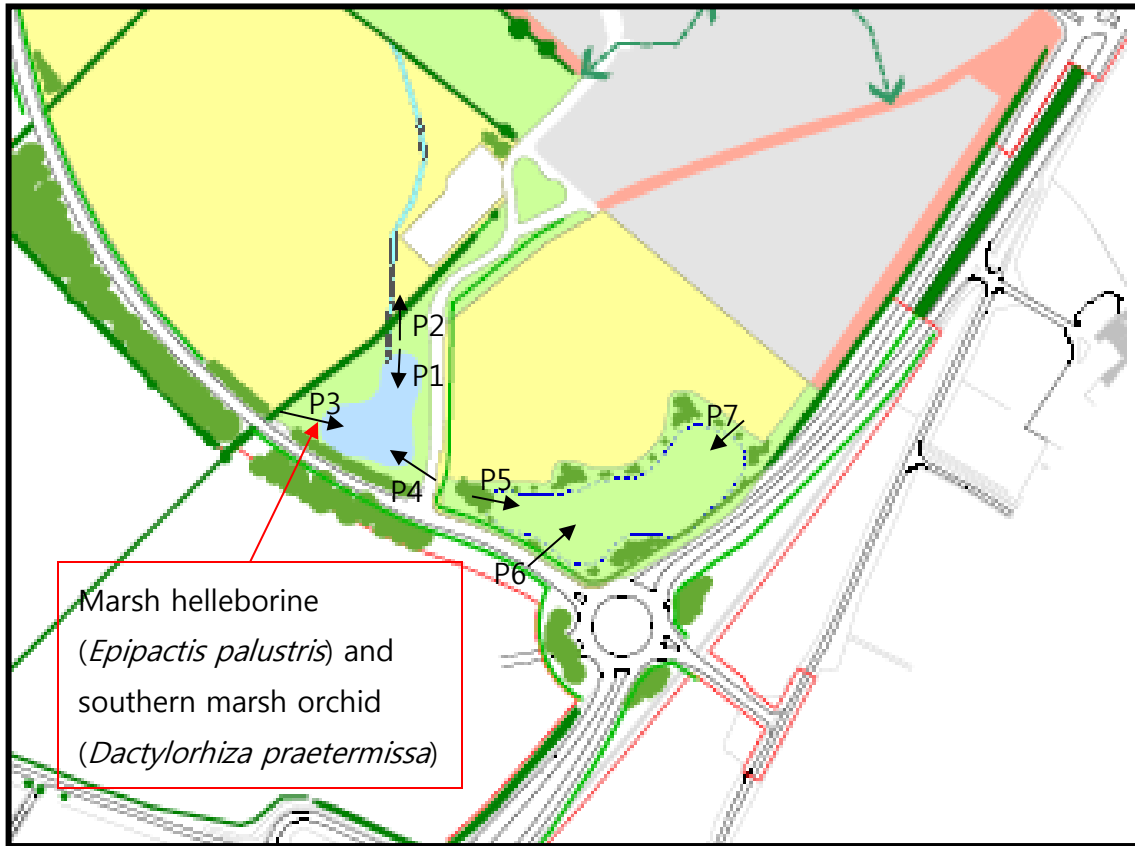 P2
P1
P3
P7
P4
P5
P6
Marsh helleborine
(Epipactis palustris) and
southern marsh orchid
(Dactylorhiza praetermissa)